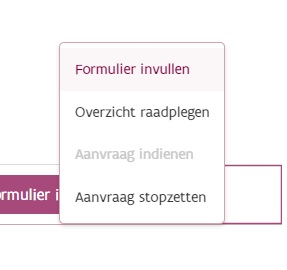 Formulier invullen
Overzicht raadplegen
Aanvraag indienen
Aanvraag stopzetten